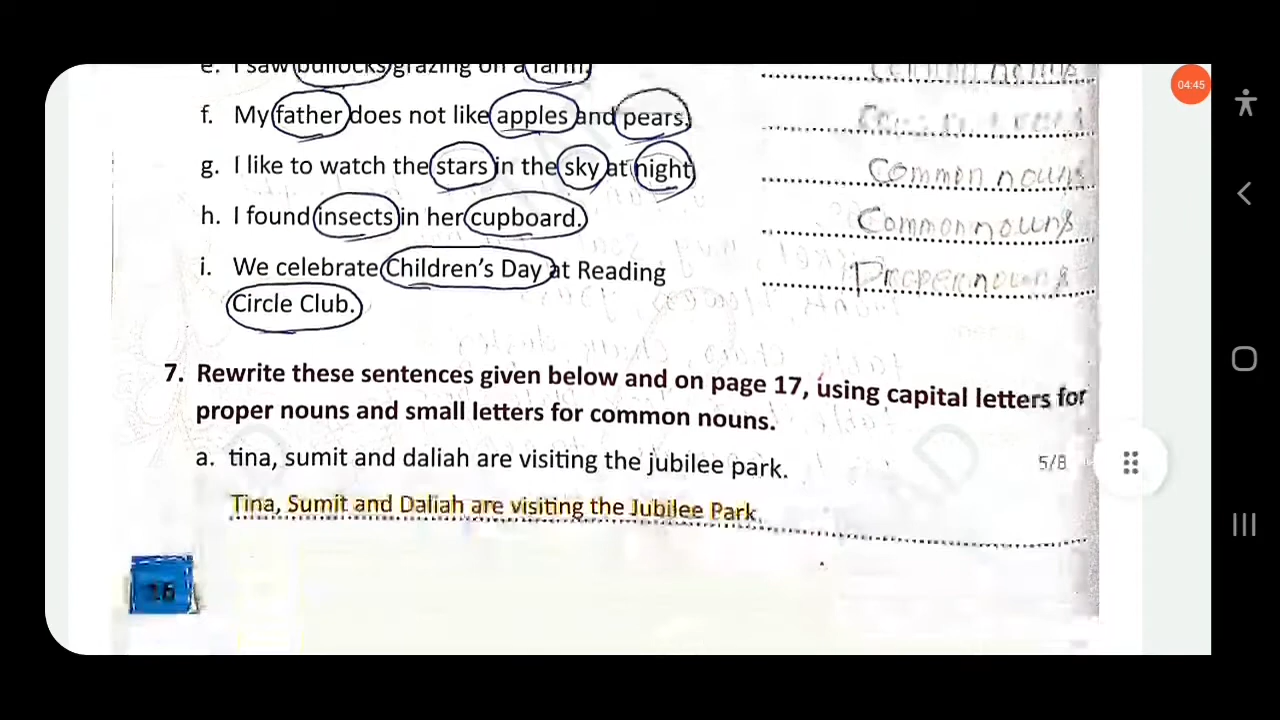 e. I saw bullocks grazing on a farm.
f. My father does not like apples and pears.
g. I like to watch the stars in the sky at night. Common nouns
h. I found insects in her cupboard. Common nouns
i. We celebrate Children's Day at Reading Proper nouns
Circle Club.
7. Rewrite these sentences given below and on page 17, using capital letters for
proper nouns and small letters for common nouns.
a. tina, sumit and daliah are visiting the jubilee park.
5/8
Tina, Sumit and Daliah are visiting the Jubilee Park.
16
04:45